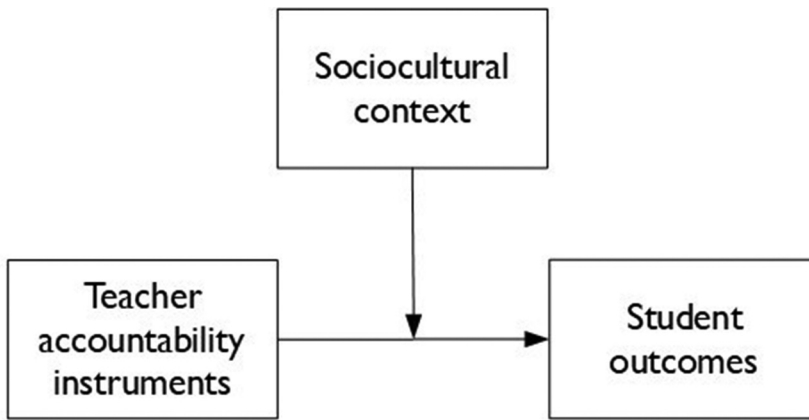 Sociocultural
context
Teacher
accountability
instruments
Student
outcomes